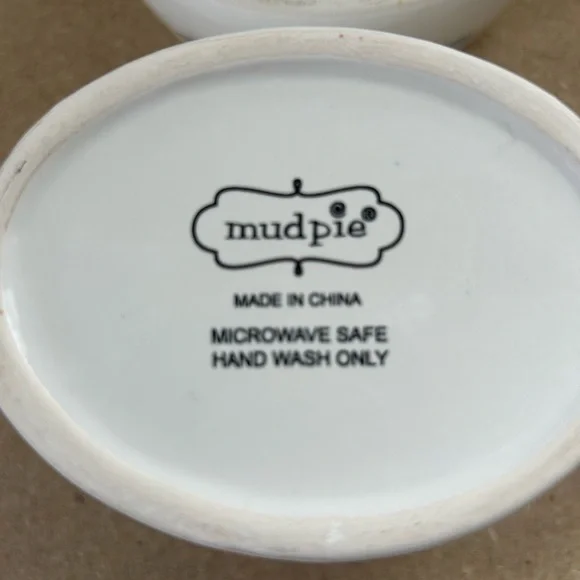 mudpie®
MADE IN CHINA
MICROWAVE SAFE
HAND WASH ONLY